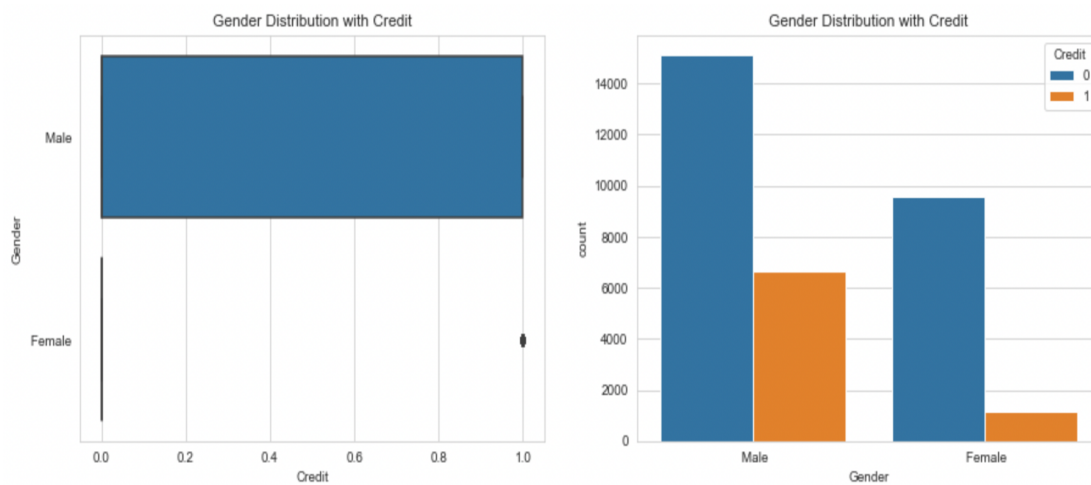 Gender Distribution with Credit
Male
Gender
Female
0.0 0.2 0.4 0.6 0.8 1.0
Credit
Gender Distribution with Credit
Credit
0
1
14000
12000
10000
8000
6000
4000
2000
0
count
Male Female
Gender